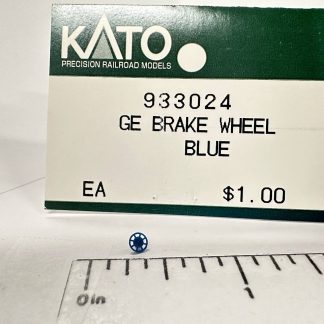 KATO
PRECISION RAILROAD MODELS
933024
GE BRAKE WHEEL
BLUE
EA $1.00
0in 1